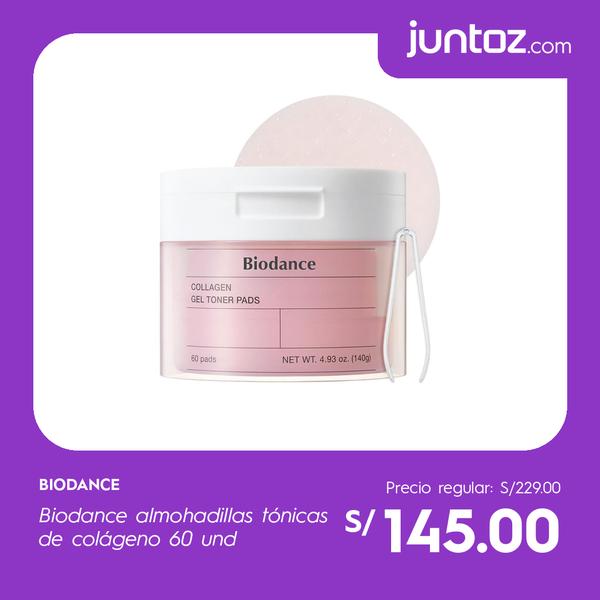 juntoz.com
Biodance
COLLAGEN
GEL TONER PADS
60 pads
NET WT. 4.93 oz. (140g)
BIODANCE
Biodance almohadillas tónicas
de colágeno 60 und
Precio regular: S/229.00
S/145.00